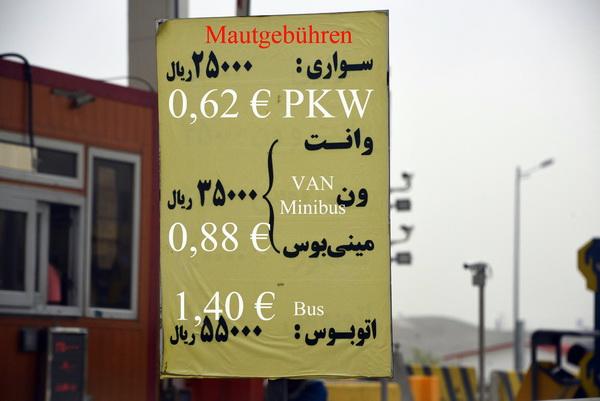 Mautgebühren
سواری : ۲۵۰۰۰ ریال
0,62 € PKW
وانت
VAN
ون ۳۵۰۰۰ ریال
Minibus
0,88 €
مینی‌بوس
1,40 € Bus
اتوبوس : ۵۵۰۰۰ ریال